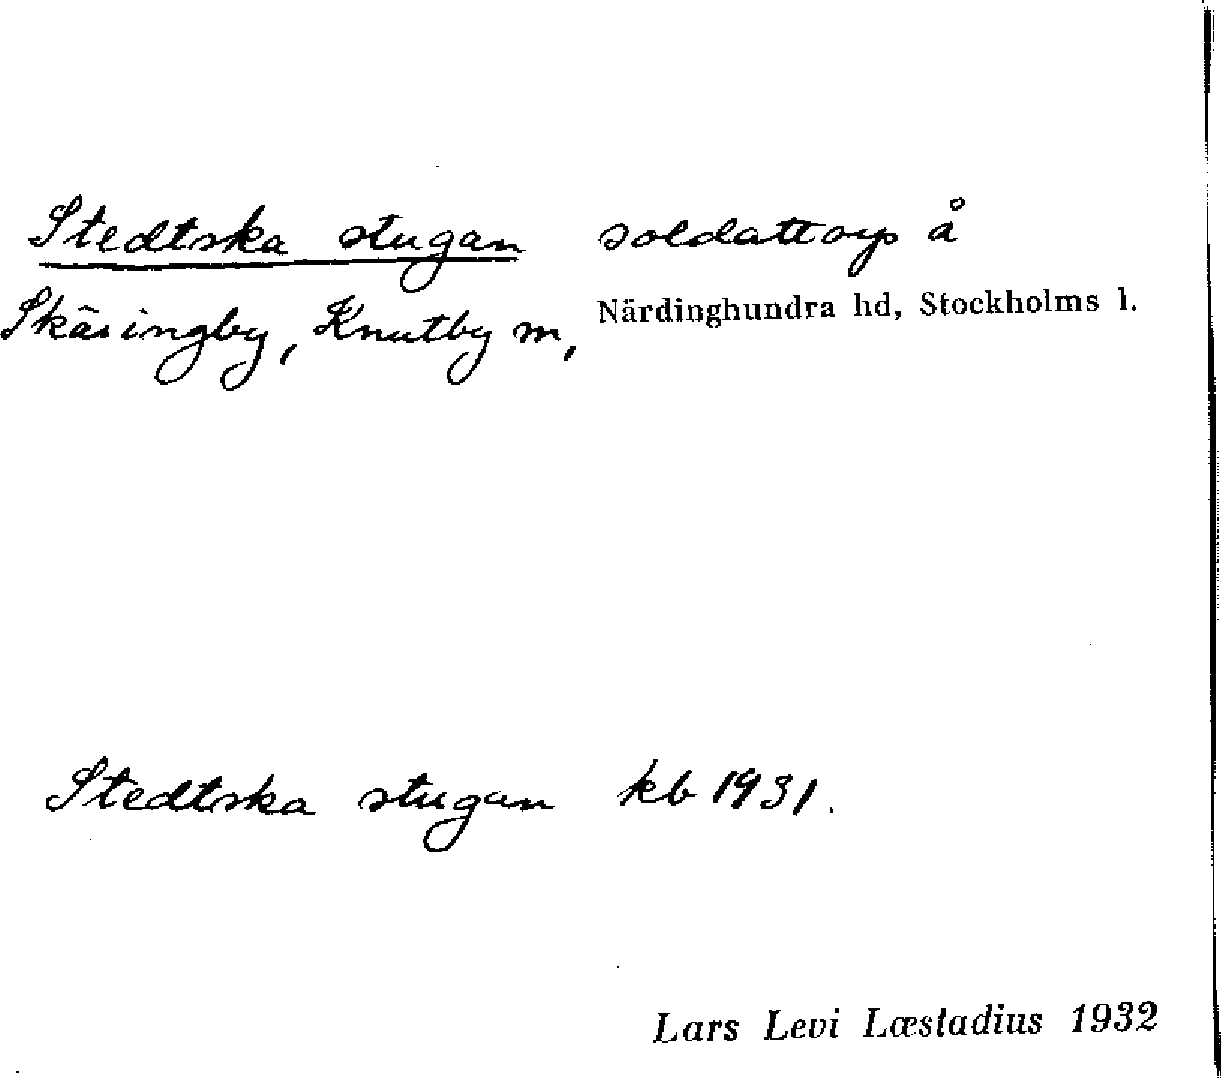 Stedtska stugan soldattorp å
Skäsingby, Knutby m, Närdinghundra hd, Stockholms l.
Stedtska stugan kb 1931.
Lars Levi Læstadius 1932